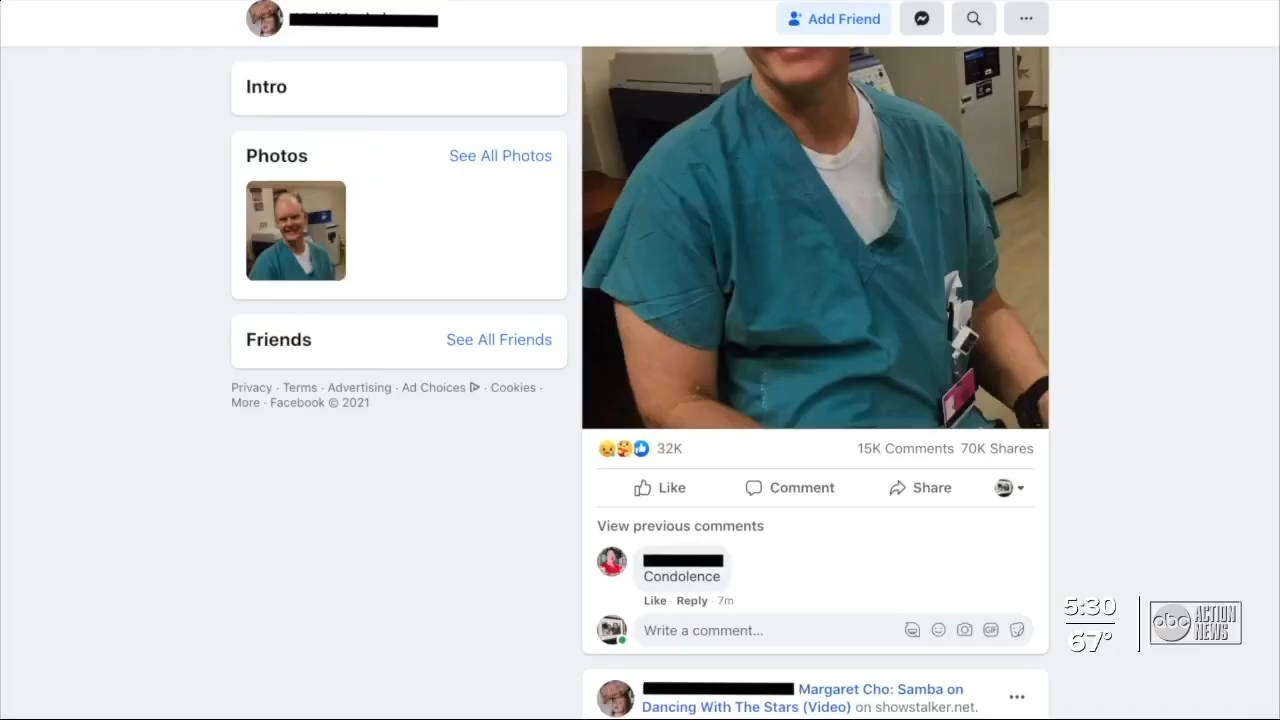 Add Friend
Intro
Photos
See All Photos
Friends
See All Friends
Privacy · Terms · Advertising · Ad Choices · Cookies ·
More · Facebook © 2021
32K
15K Comments 70K Shares
Like
Comment
Share
View previous comments
Condolence
Like · Reply · 7m
Write a comment...
GIF
Margaret Cho: Samba on
Dancing With The Stars (Video) on showstalker.net.
5:30
67°
abc ACTION NEWS